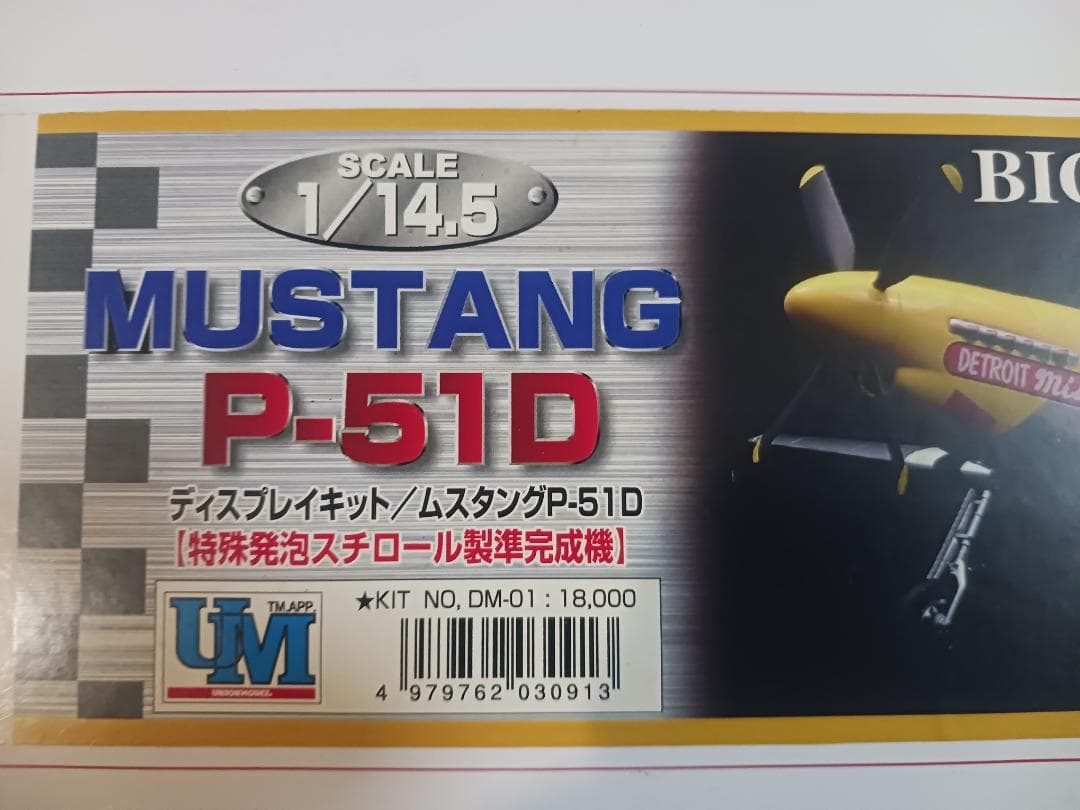 SCALE
1/14.5
MUSTANG
P-51D
ディスプレイキット/ムスタングP-51D
【特殊発泡スチロール製準完成機】
TM.APP.
UM
UNIONMODEL
★KIT NO, DM-01 : 18,000
4 979762 030913
DETROIT